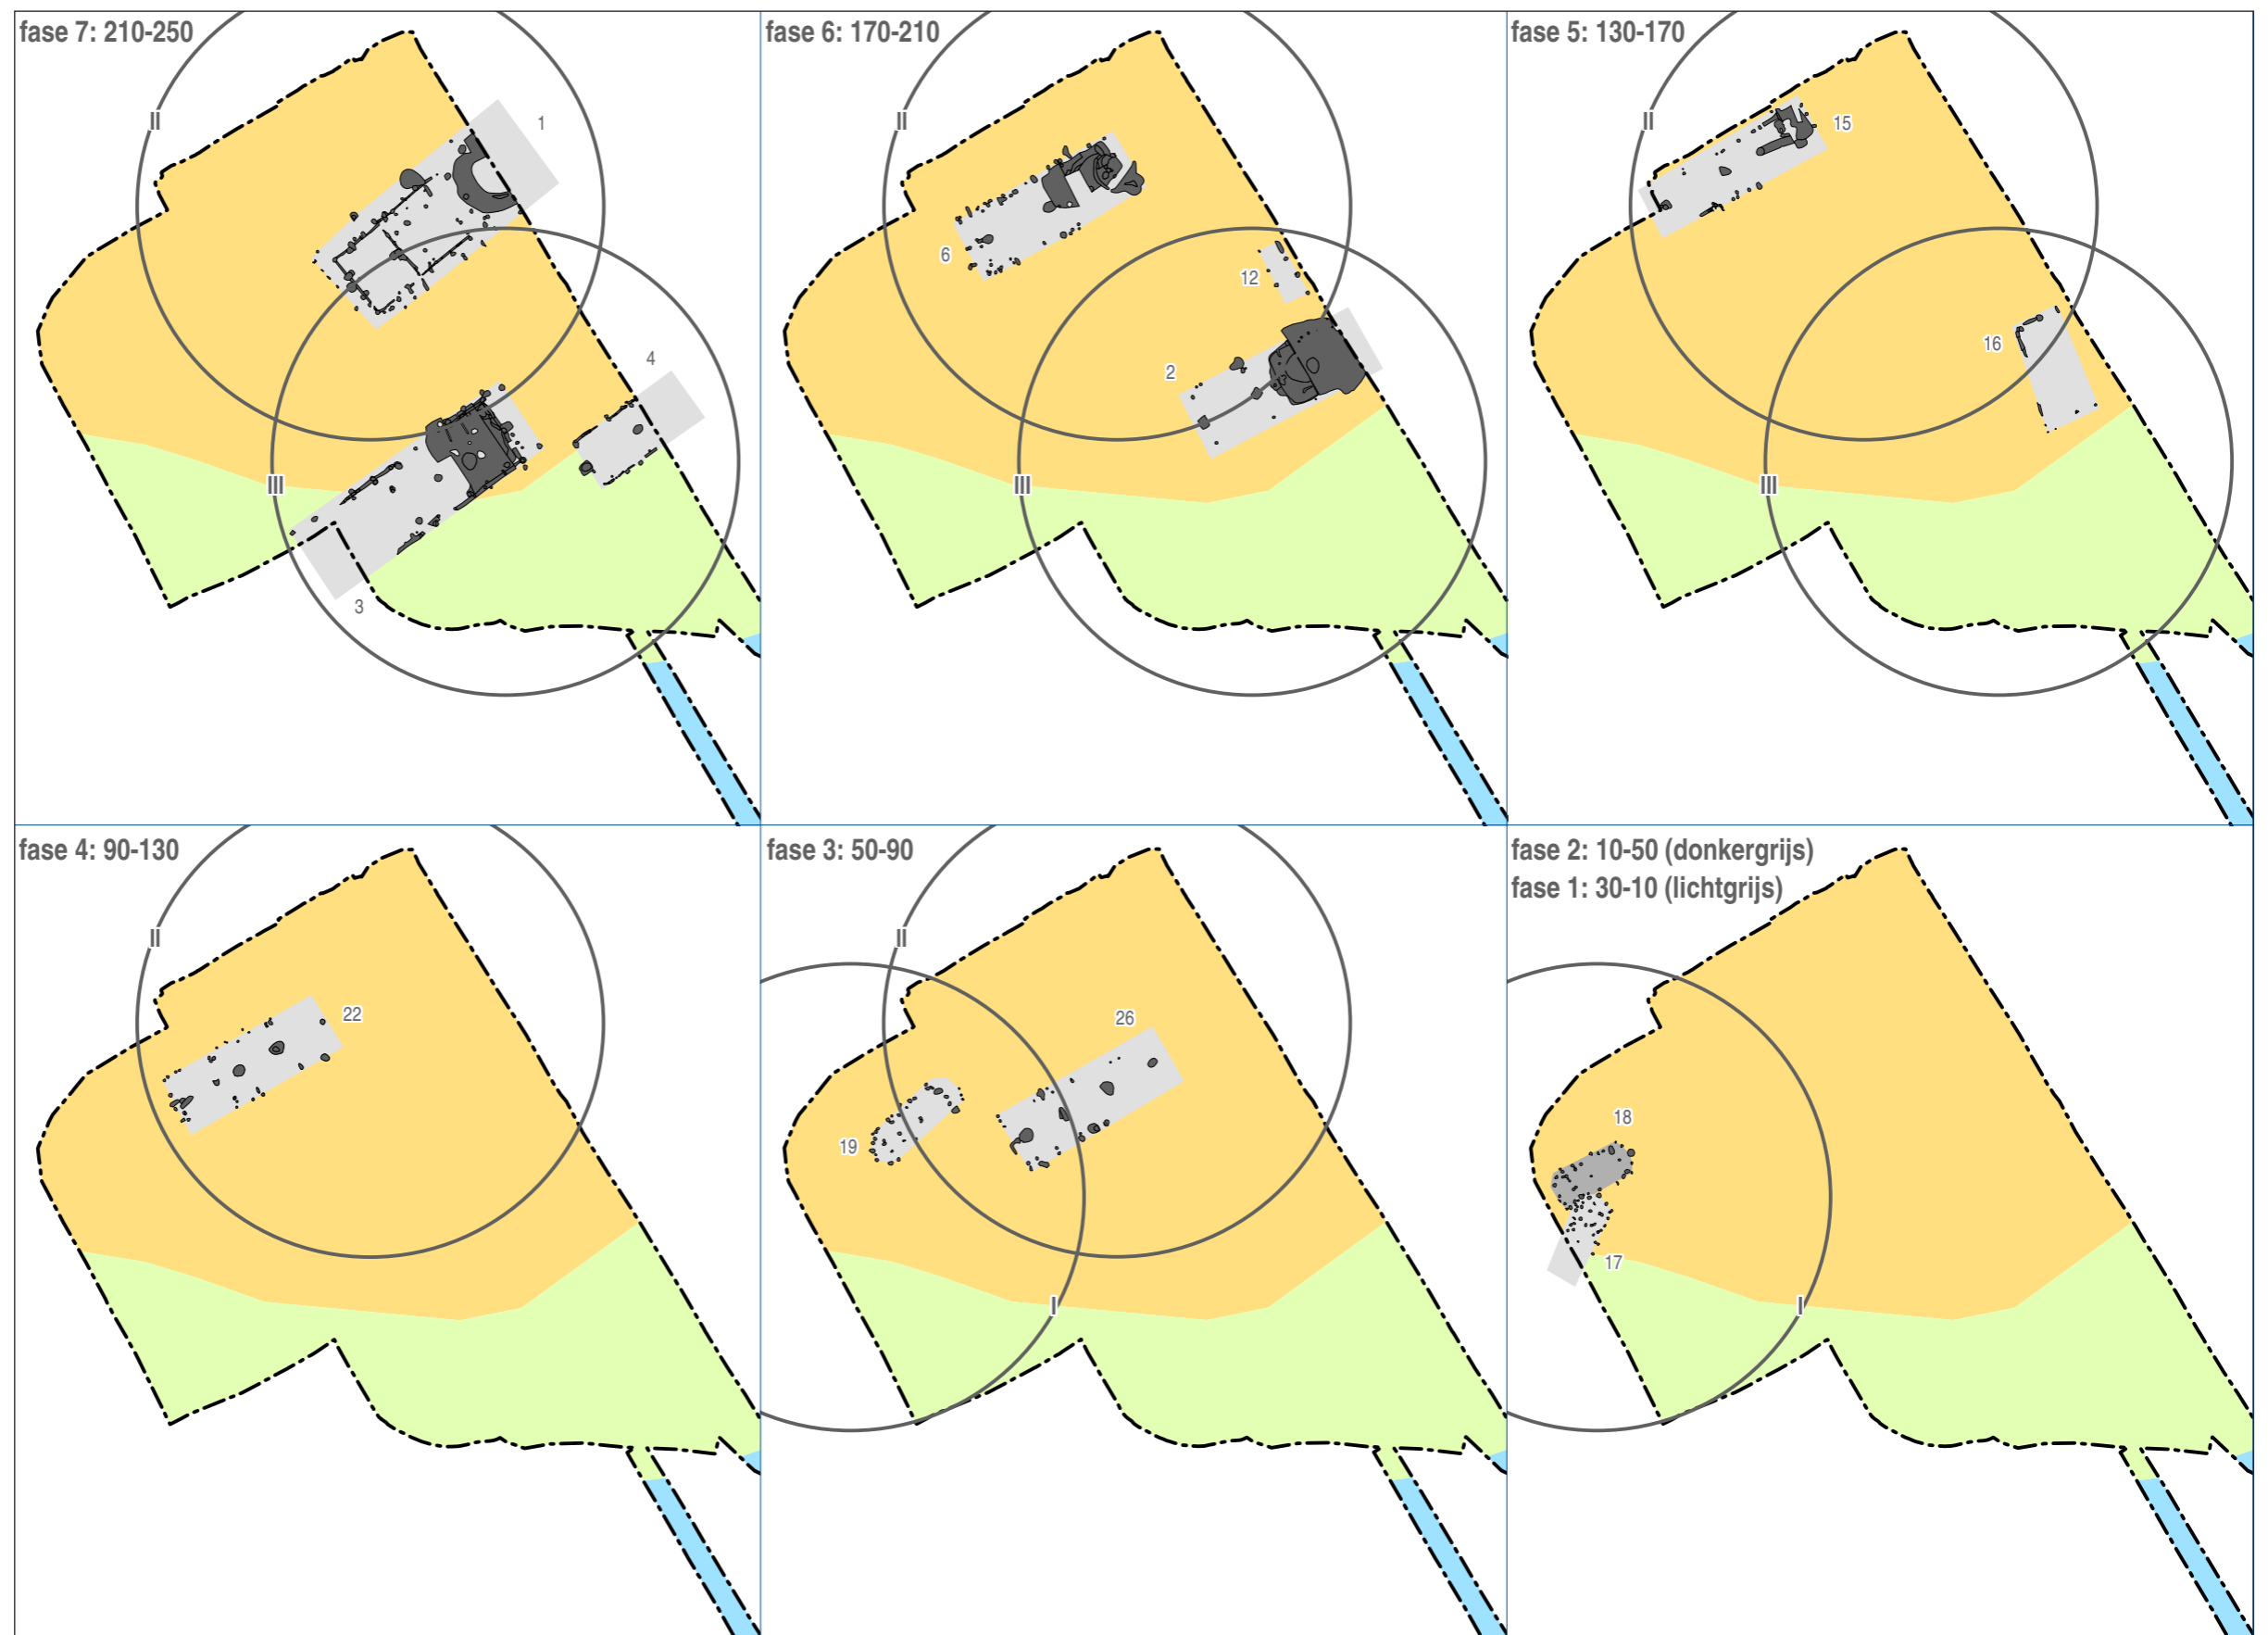 fase 7: 210-250
II
1
4
III
3
fase 6: 170-210
II
6
12
2
III
fase 5: 130-170
II
15
16
III
fase 4: 90-130
II
22
fase 3: 50-90
II
26
19
I
fase 2: 10-50 (donkergrijs)
fase 1: 30-10 (lichtgrijs)
18
17
I